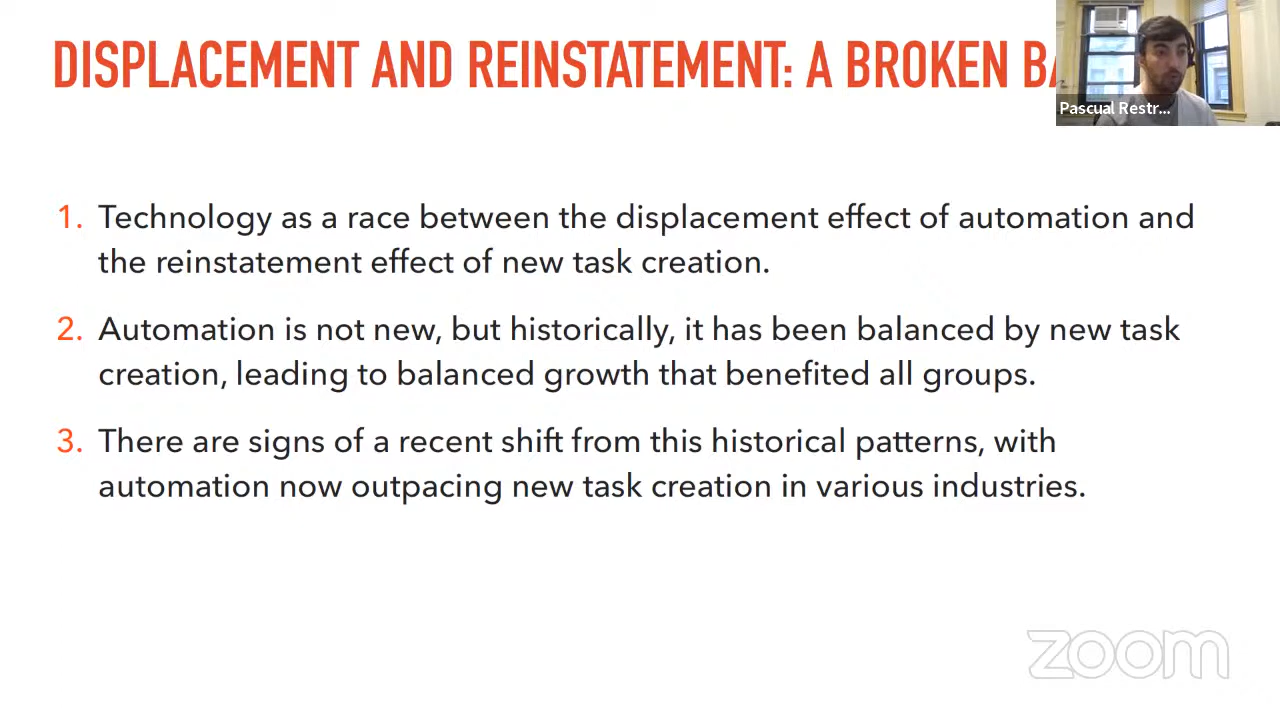 DISPLACEMENT AND REINSTATEMENT: A BROKEN
Pascual Restr...
1. Technology as a race between the displacement effect of automation and
the reinstatement effect of new task creation.
2. Automation is not new, but historically, it has been balanced by new task
creation, leading to balanced growth that benefited all groups.
3. There are signs of a recent shift from this historical patterns, with
automation now outpacing new task creation in various industries.
zoom